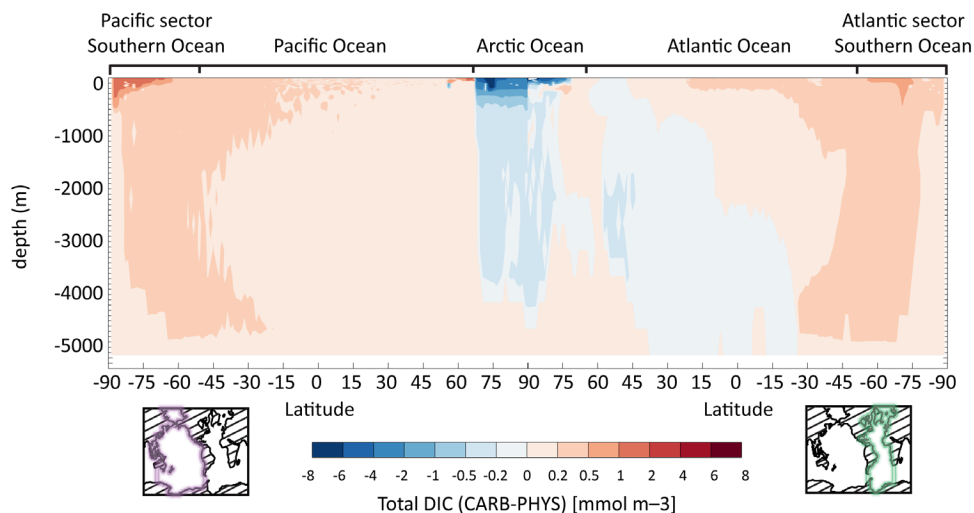 Pacific sector
Southern Ocean
Pacific Ocean
Arctic Ocean
Atlantic Ocean
Atlantic sector
Southern Ocean
0
-1000
-2000
-3000
-4000
-5000
depth (m)
-90 -75 -60 -45 -30 -15 0 15 30 45 60 75 90 75 60 45 30 15 0 -15 -30 -45 -60 -75 -90
Latitude
Latitude
-8 -6 -4 -2 -1 -0.5 -0.2 0 0.2 0.5 1 2 4 6 8
Total DIC (CARB-PHYS) [mmol m–3]